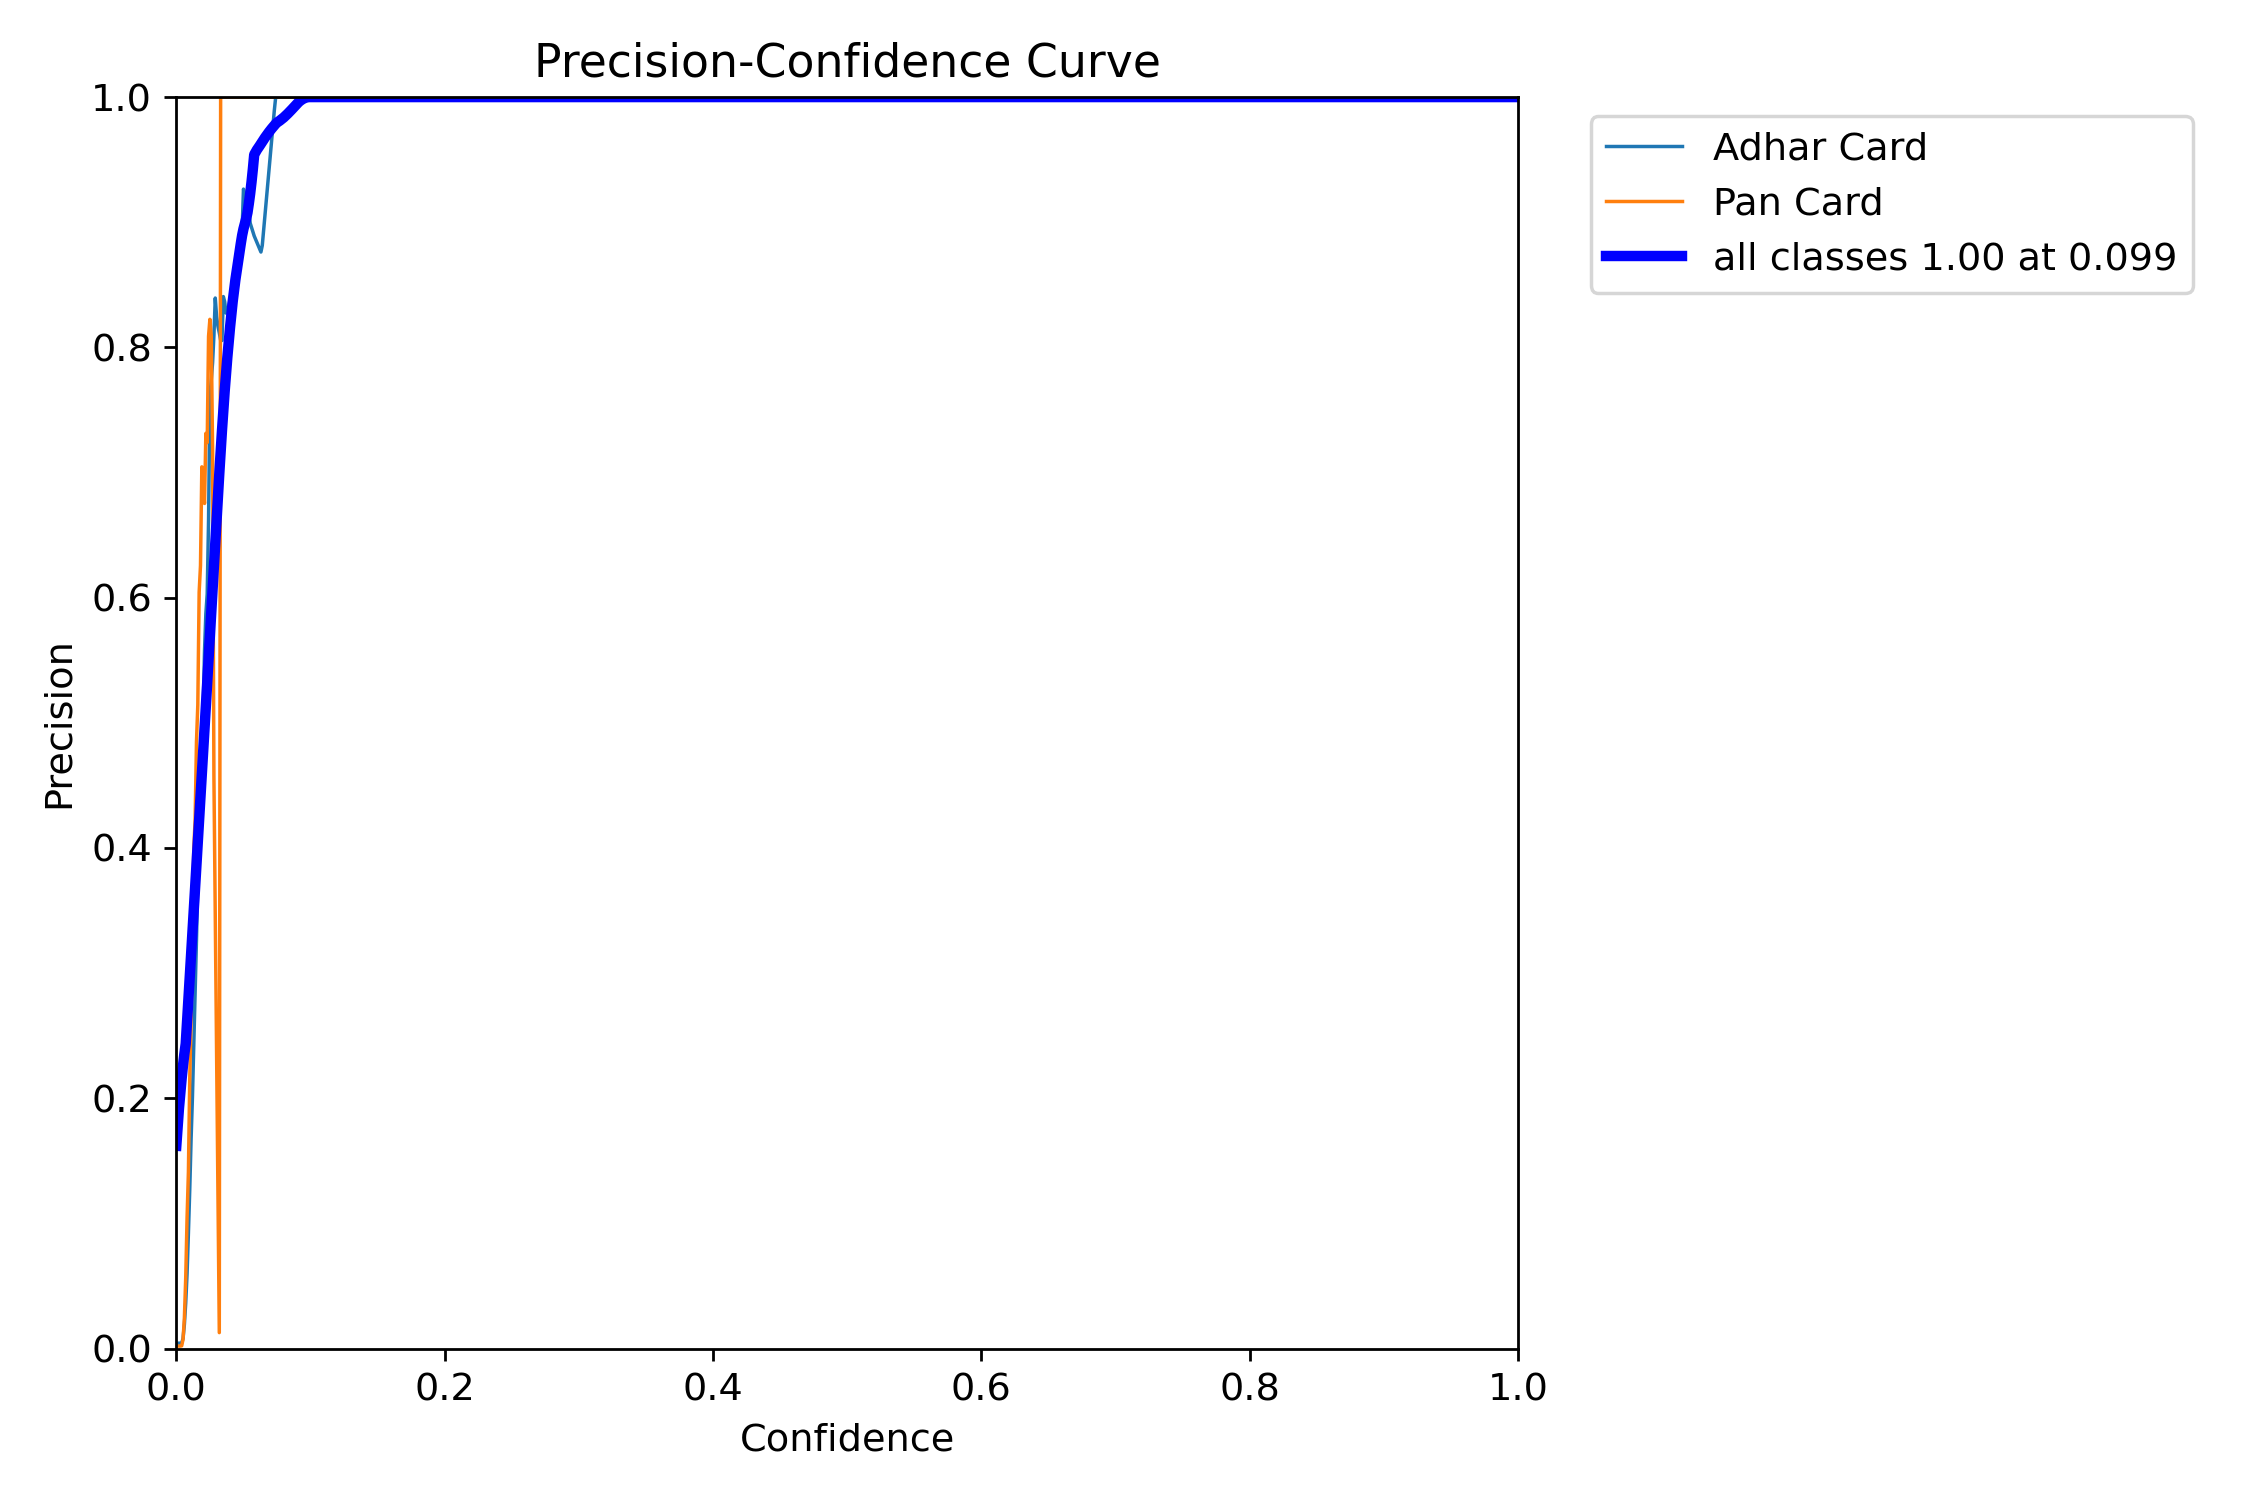 Precision-Confidence Curve
1.0
0.8
0.6
0.4
0.2
0.0
Precision
0.0 0.2 0.4 0.6 0.8 1.0
Confidence
Adhar Card
Pan Card
all classes 1.00 at 0.099